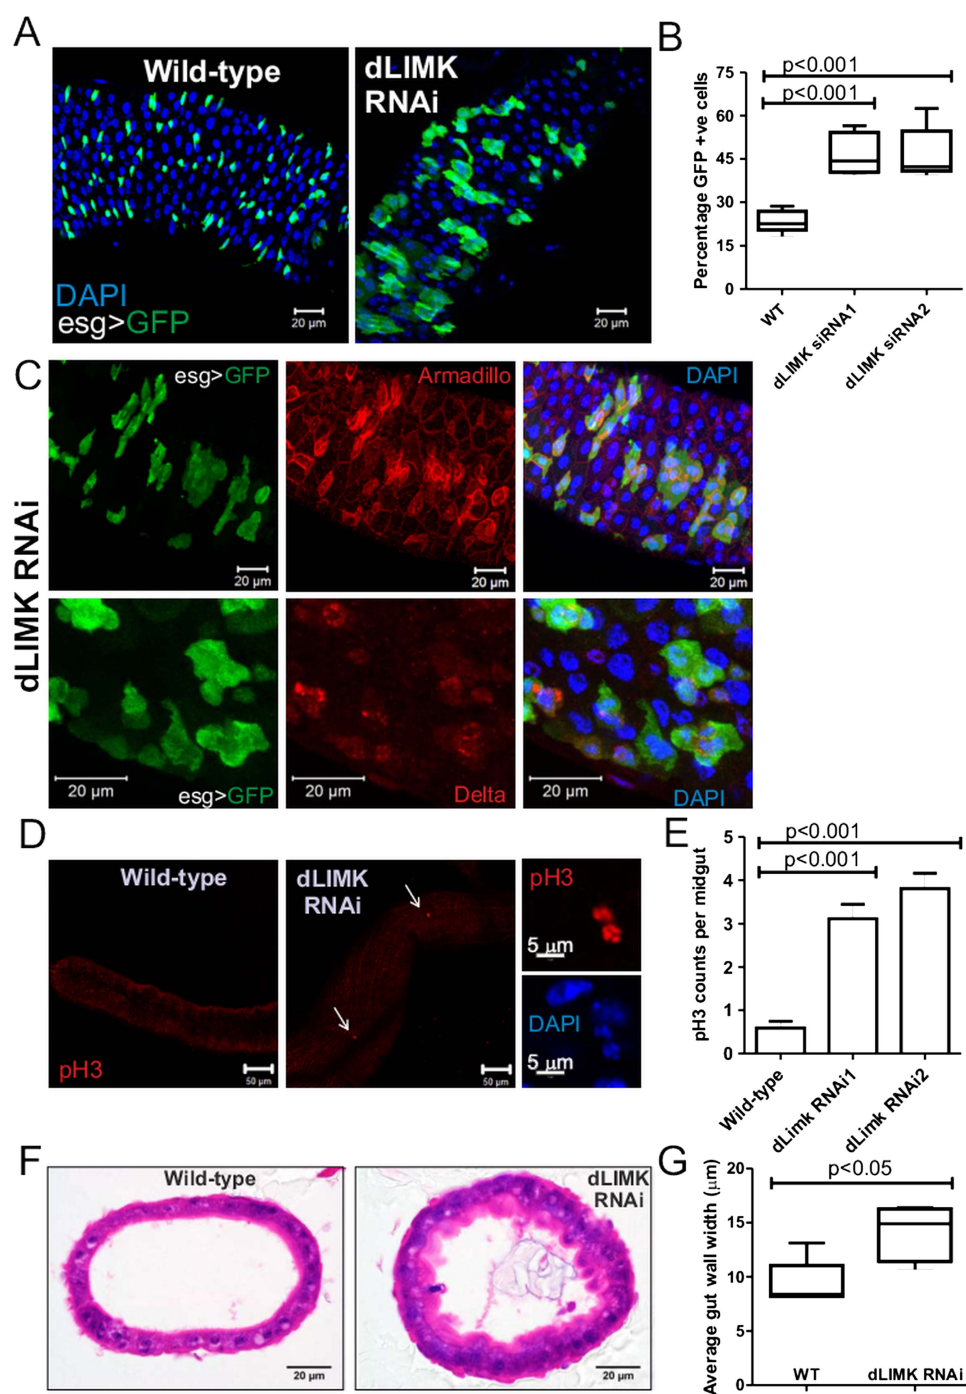 A
Wild-type
dLIMK
RNAi
DAPI
esg>GFP
20 µm
20 µm
B
p<0.001
p<0.001
75
60
45
30
15
0
Percentage GFP +ve cells
WT
dLIMK siRNA1
dLIMK siRNA2
C
dLIMK RNAi
esg>GFP
Armadillo
DAPI
20 µm
20 µm
20 µm
20 µm
esg>GFP
20 µm
Delta
20 µm
DAPI
D
Wild-type
dLIMK
RNAi
pH3
50 µm
50 µm
pH3
5 µm
DAPI
5 µm
E
p<0.001
p<0.001
5
4
3
2
1
0
pH3 counts per midgut
Wild-type
dLimk RNAi1
dLimk RNAi2
F
Wild-type
dLIMK
RNAi
20 µm
20 µm
G
p<0.05
20
15
10
5
0
Average gut wall width (µm)
WT
dLIMK RNAi